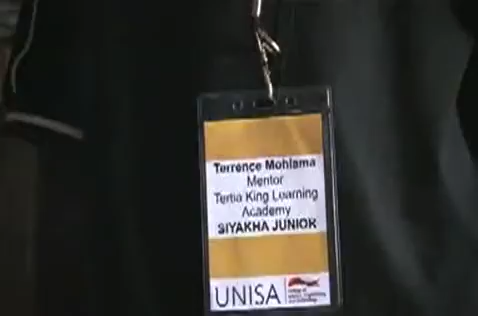 Terrence Mohlama
Mentor
Tertia King Learning
Academy
SIYAKHA JUNIOR
UNISA